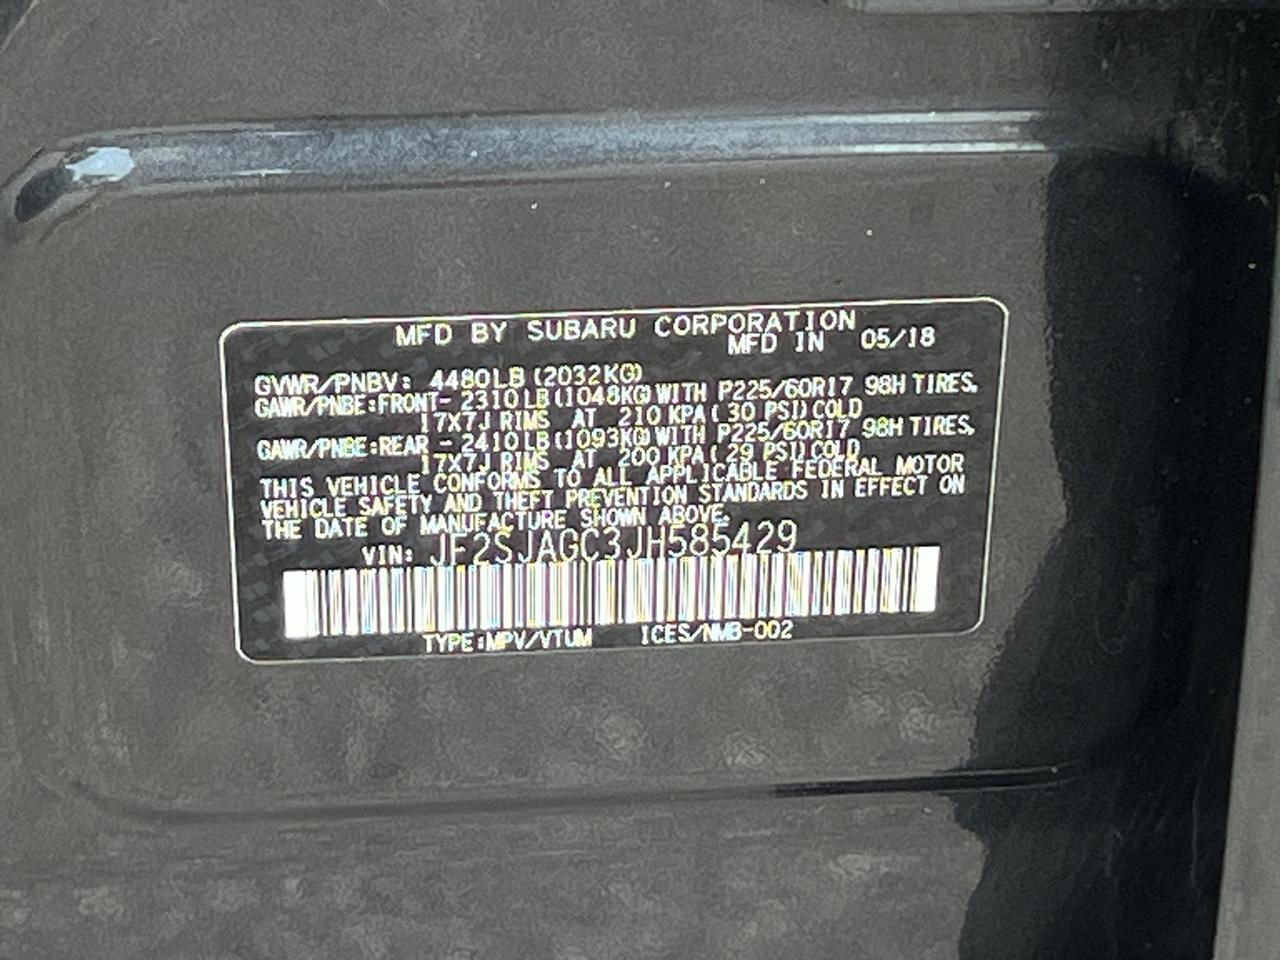 MFD BY SUBARU CORPORATION
MFD IN 05/18
GVWR/PNBV: 4480LB (2032KG)
GAWR/PNBE:FRONT- 2310LB(1048KG)WITH P225/60R17 98H TIRES,
17X7J RIMS AT 210 KPA( 30 PSI)COLD
GAWR/PNBE:REAR - 2410LB(1093KG)WITH P225/60R17 98H TIRES,
17X7J RIMS AT 200 KPA( 29 PSI)COLD
THIS VEHICLE CONFORMS TO ALL APPLICABLE FEDERAL MOTOR
VEHICLE SAFETY AND THEFT PREVENTION STANDARDS IN EFFECT ON
THE DATE OF MANUFACTURE SHOWN ABOVE.
VIN: JF2SJAGC3JH585429
TYPE:MPV/VTUM ICES/NMB-002